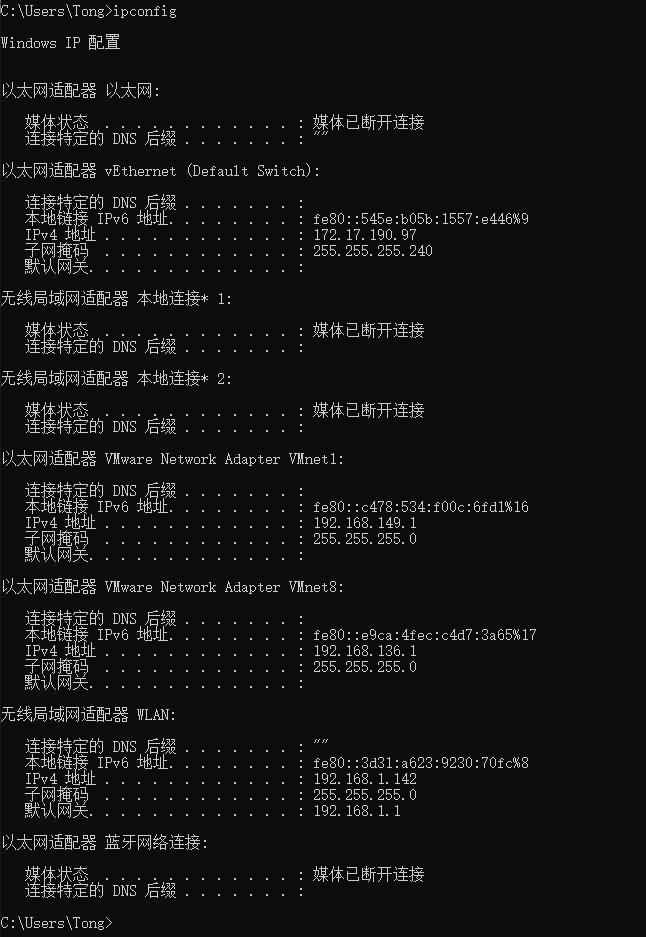 C:\Users\Tong>ipconfig
Windows IP 配置
以太网适配器 以太网:
媒体状态  . . . . . . . . . . . . : 媒体已断开连接
连接特定的 DNS 后缀 . . . . . . . : ""
以太网适配器 vEthernet (Default Switch):
连接特定的 DNS 后缀 . . . . . . . :
本地链接 IPv6 地址. . . . . . . . : fe80::545e:b05b:1557:e446%9
IPv4 地址 . . . . . . . . . . . . : 172.17.190.97
子网掩码  . . . . . . . . . . . . : 255.255.255.240
默认网关. . . . . . . . . . . . . :
无线局域网适配器 本地连接* 1:
媒体状态  . . . . . . . . . . . . : 媒体已断开连接
连接特定的 DNS 后缀 . . . . . . . :
无线局域网适配器 本地连接* 2:
媒体状态  . . . . . . . . . . . . : 媒体已断开连接
连接特定的 DNS 后缀 . . . . . . . :
以太网适配器 VMware Network Adapter VMnet1:
连接特定的 DNS 后缀 . . . . . . . :
本地链接 IPv6 地址. . . . . . . . : fe80::c478:534:f00c:6fd1%16
IPv4 地址 . . . . . . . . . . . . : 192.168.149.1
子网掩码  . . . . . . . . . . . . : 255.255.255.0
默认网关. . . . . . . . . . . . . :
以太网适配器 VMware Network Adapter VMnet8:
连接特定的 DNS 后缀 . . . . . . . :
本地链接 IPv6 地址. . . . . . . . : fe80::e9ca:4fec:c4d7:3a65%17
IPv4 地址 . . . . . . . . . . . . : 192.168.136.1
子网掩码  . . . . . . . . . . . . : 255.255.255.0
默认网关. . . . . . . . . . . . . :
无线局域网适配器 WLAN:
连接特定的 DNS 后缀 . . . . . . . : ""
本地链接 IPv6 地址. . . . . . . . : fe80::3d31:a623:9230:70fc%8
IPv4 地址 . . . . . . . . . . . . : 192.168.1.142
子网掩码  . . . . . . . . . . . . : 255.255.255.0
默认网关. . . . . . . . . . . . . : 192.168.1.1
以太网适配器 蓝牙网络连接:
媒体状态  . . . . . . . . . . . . : 媒体已断开连接
连接特定的 DNS 后缀 . . . . . . . :
C:\Users\Tong>